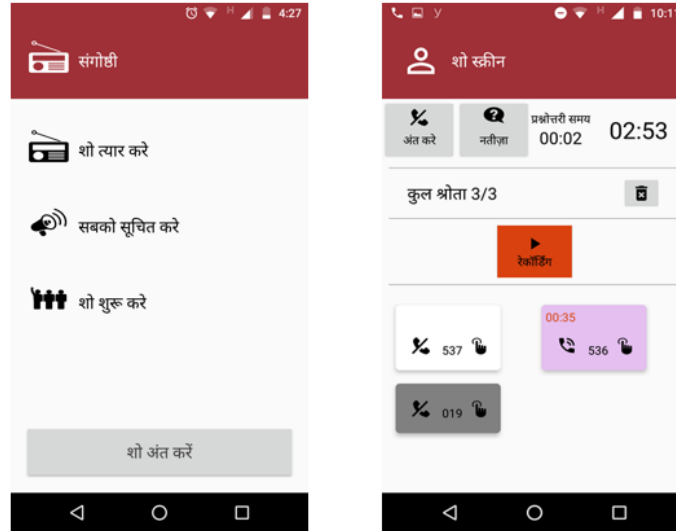 4:27
संगोष्ठी
शो त्यार करे
सबको सूचित करे
शो शुरू करे
शो अंत करें
10:11
शो स्क्रीन
अंत करे
नतीज़ा
प्रश्नोत्तरी समय
00:02
02:53
कुल श्रोता 3/3
रेकॉर्डिंग
00:35
537
536
019